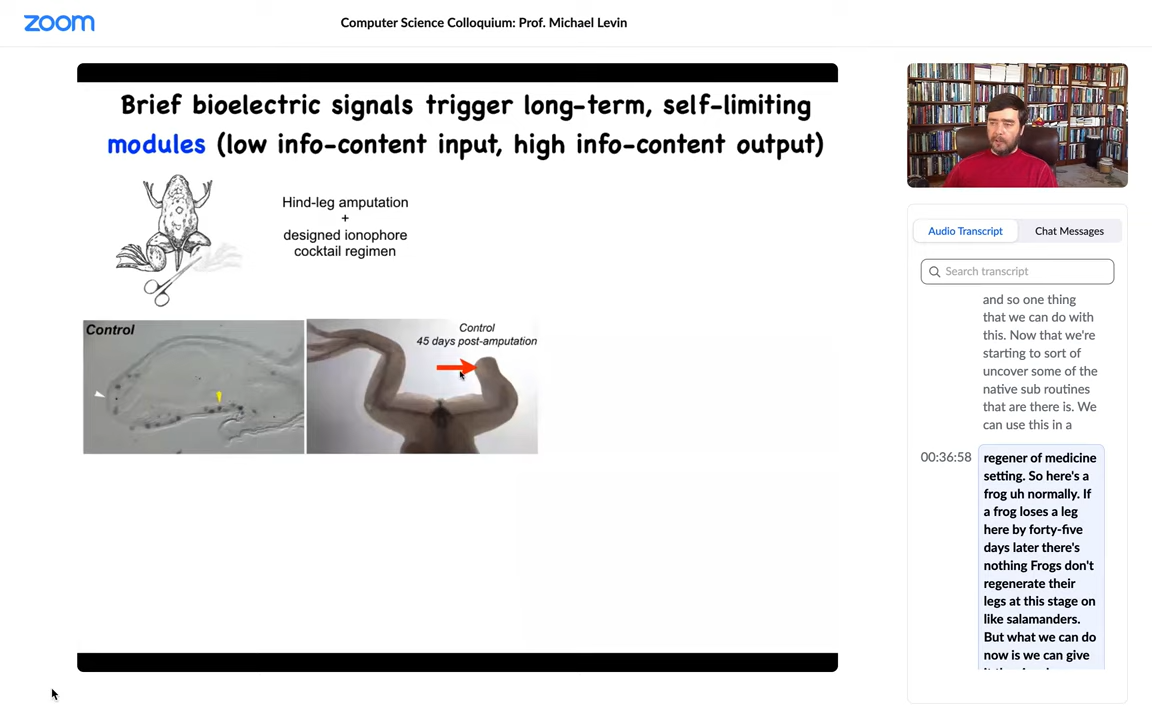 zoom
Computer Science Colloquium: Prof. Michael Levin
Brief bioelectric signals trigger long-term, self-limiting
modules (low info-content input, high info-content output)
Hind-leg amputation
+
designed ionophore
cocktail regimen
Control
Control
45 days post-amputation
Audio Transcript
Chat Messages
Search transcript
and so one thing
that we can do with
this. Now that we're
starting to sort of
uncover some of the
native sub routines
that are there is. We
can use this in a
00:36:58
regener of medicine
setting. So here's a
frog uh normally. If
a frog loses a leg
here by forty-five
days later there's
nothing Frogs don't
regenerate their
legs at this stage on
like salamanders.
But what we can do
now is we can give